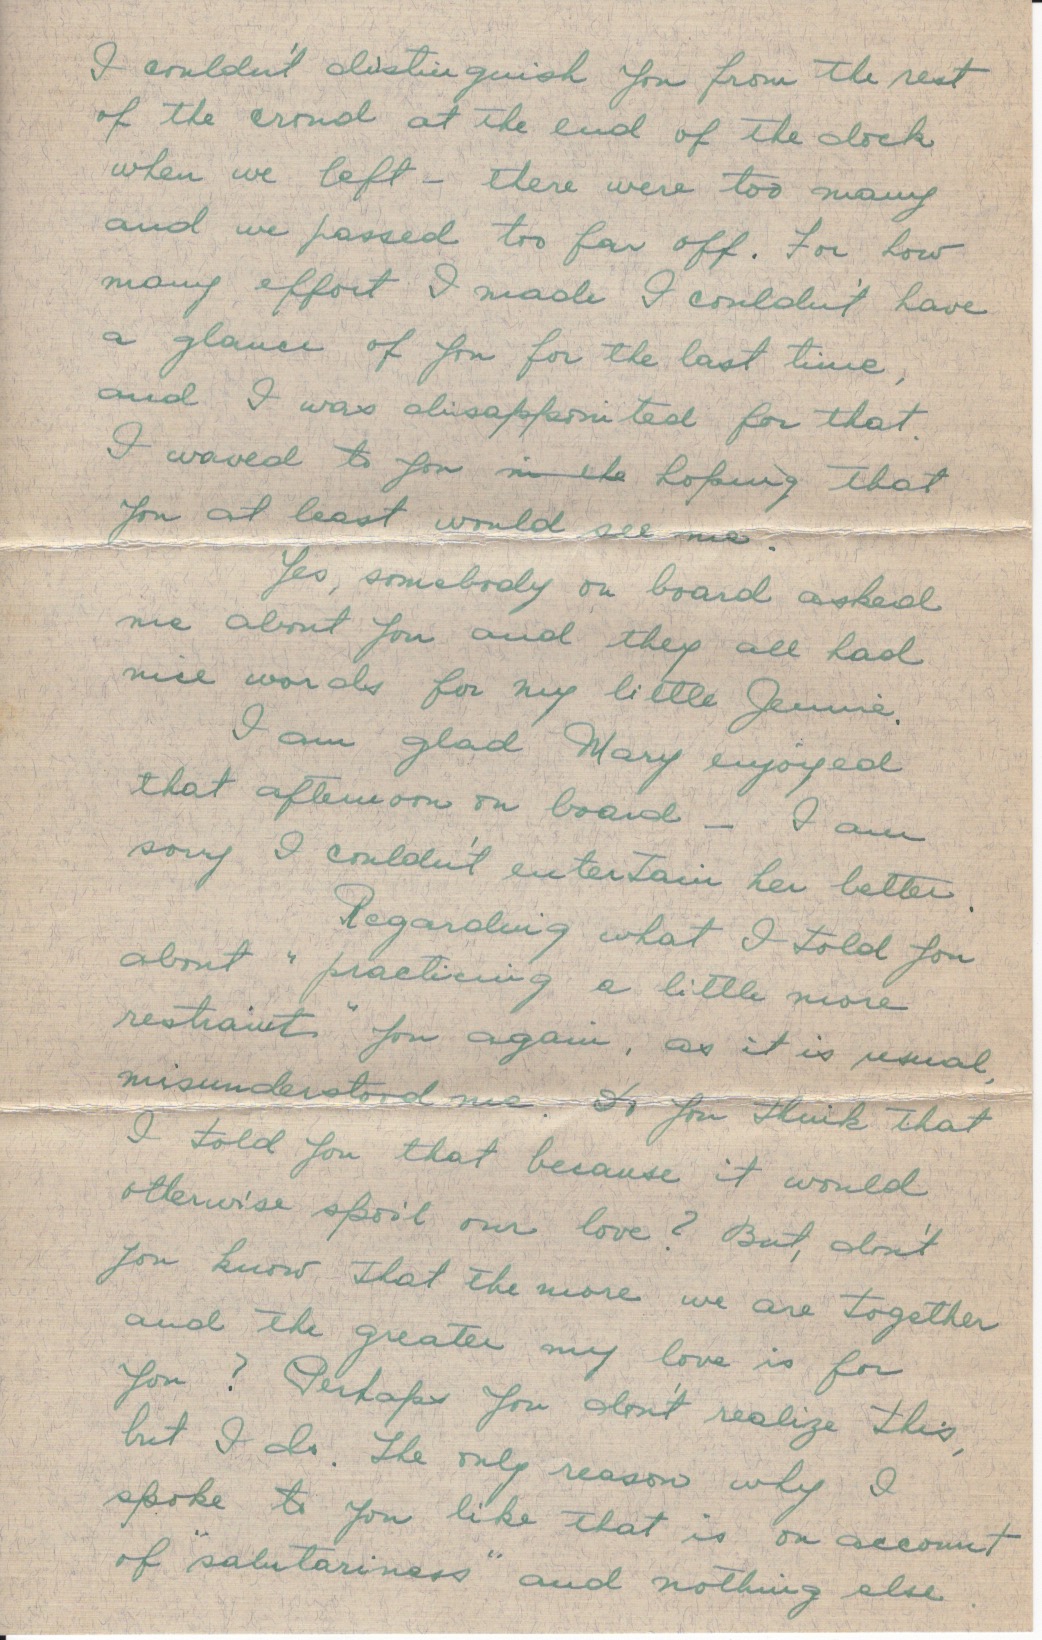 I couldn't distinguish you from the rest
of the crowd at the end of the dock
when we left – there were too many
and we passed too far off. For how
many effort I made I couldn't have
a glance of you for the last time,
and I was disappointed for that.
I waved to you in the hoping that
you at least would see me.
Yes, somebody on board asked
me about you and they all had
nice words for my little Jennie.
I am glad Mary enjoyed
that afternoon on board – I am
sorry I couldn't entertain her better.
Regarding what I told you
about "practicing a little more
restraint" you again, as it is usual,
misunderstood me. Do you think that
I told you that because it would
otherwise spoil our love? But, don't
you know that the more we are together
and the greater my love is for
you? Perhaps you don't realize this,
but I do. The only reason why I
spoke to you like that is on account
of "salutariness" and nothing else.